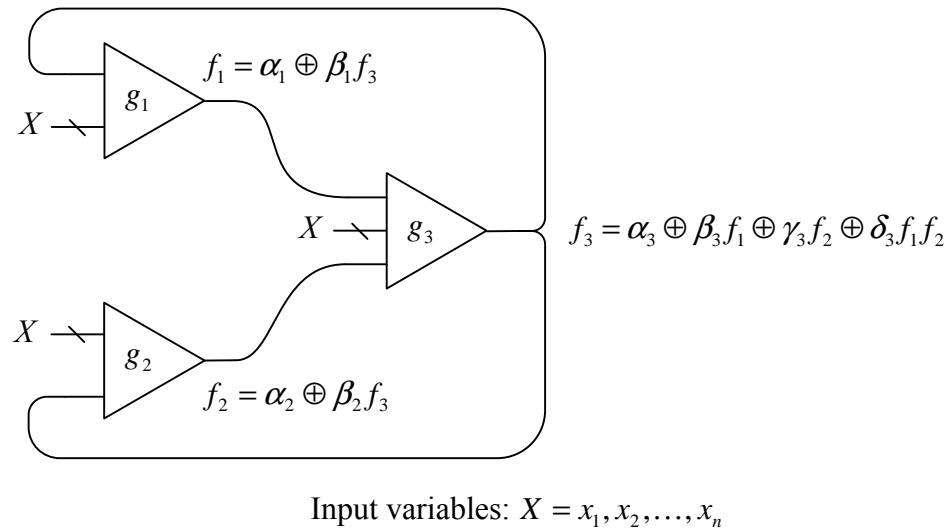 f₁ = α₁ ⊕ β₁f₃
g₁
X
X
g₃
f₃ = α₃ ⊕ β₃f₁ ⊕ γ₃f₂ ⊕ δ₃f₁f₂
X
g₂
f₂ = α₂ ⊕ β₂f₃
Input variables: X = x₁, x₂, …, xₙ